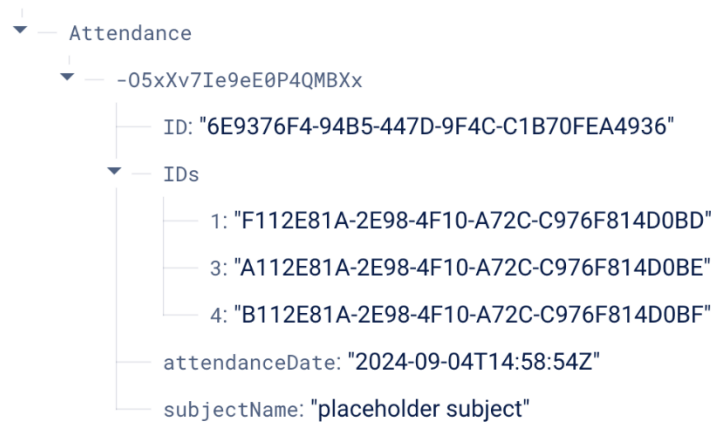 Attendance
-O5xXv7Ie9eE0P4QMBXx
ID: "6E9376F4-94B5-447D-9F4C-C1B70FEA4936"
IDs
1: "F112E81A-2E98-4F10-A72C-C976F814D0BD"
3: "A112E81A-2E98-4F10-A72C-C976F814D0BE"
4: "B112E81A-2E98-4F10-A72C-C976F814D0BF"
attendanceDate: "2024-09-04T14:58:54Z"
subjectName: "placeholder subject"